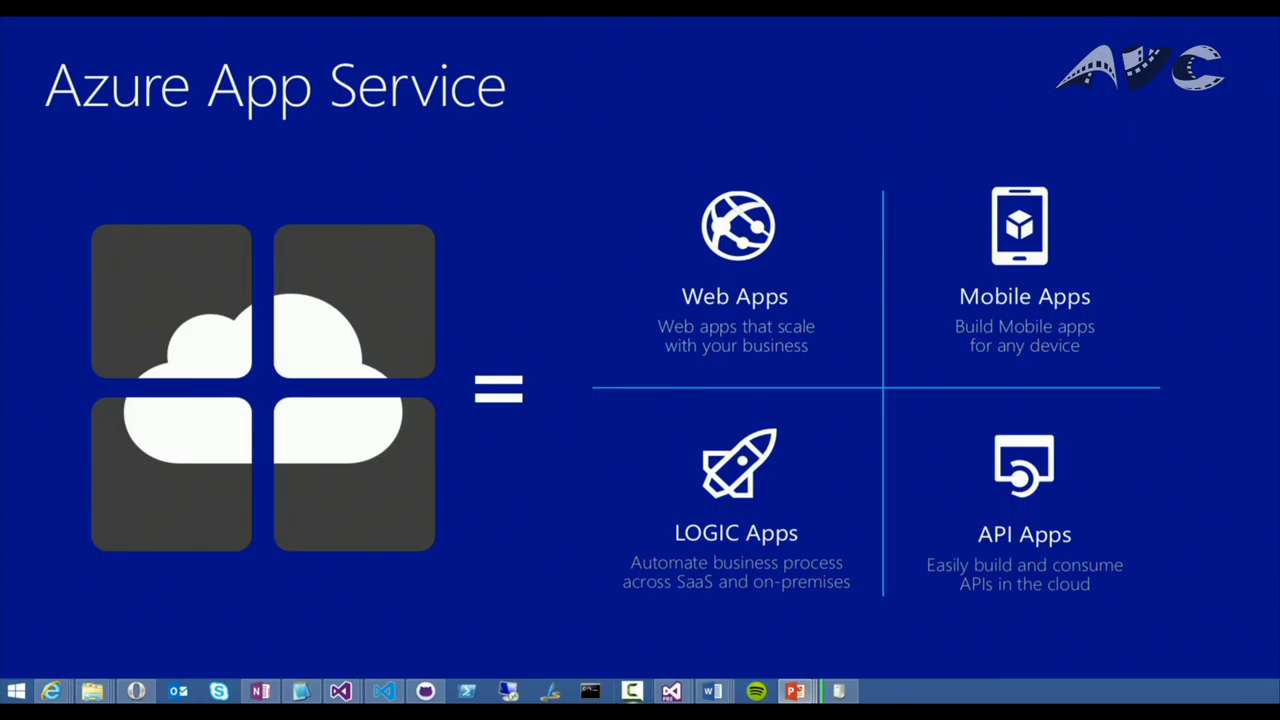 Azure App Service
AVC
Web Apps
Web apps that scale
with your business
Mobile Apps
Build Mobile apps
for any device
=
LOGIC Apps
Automate business process
across SaaS and on-premises
API Apps
Easily build and consume
APIs in the cloud